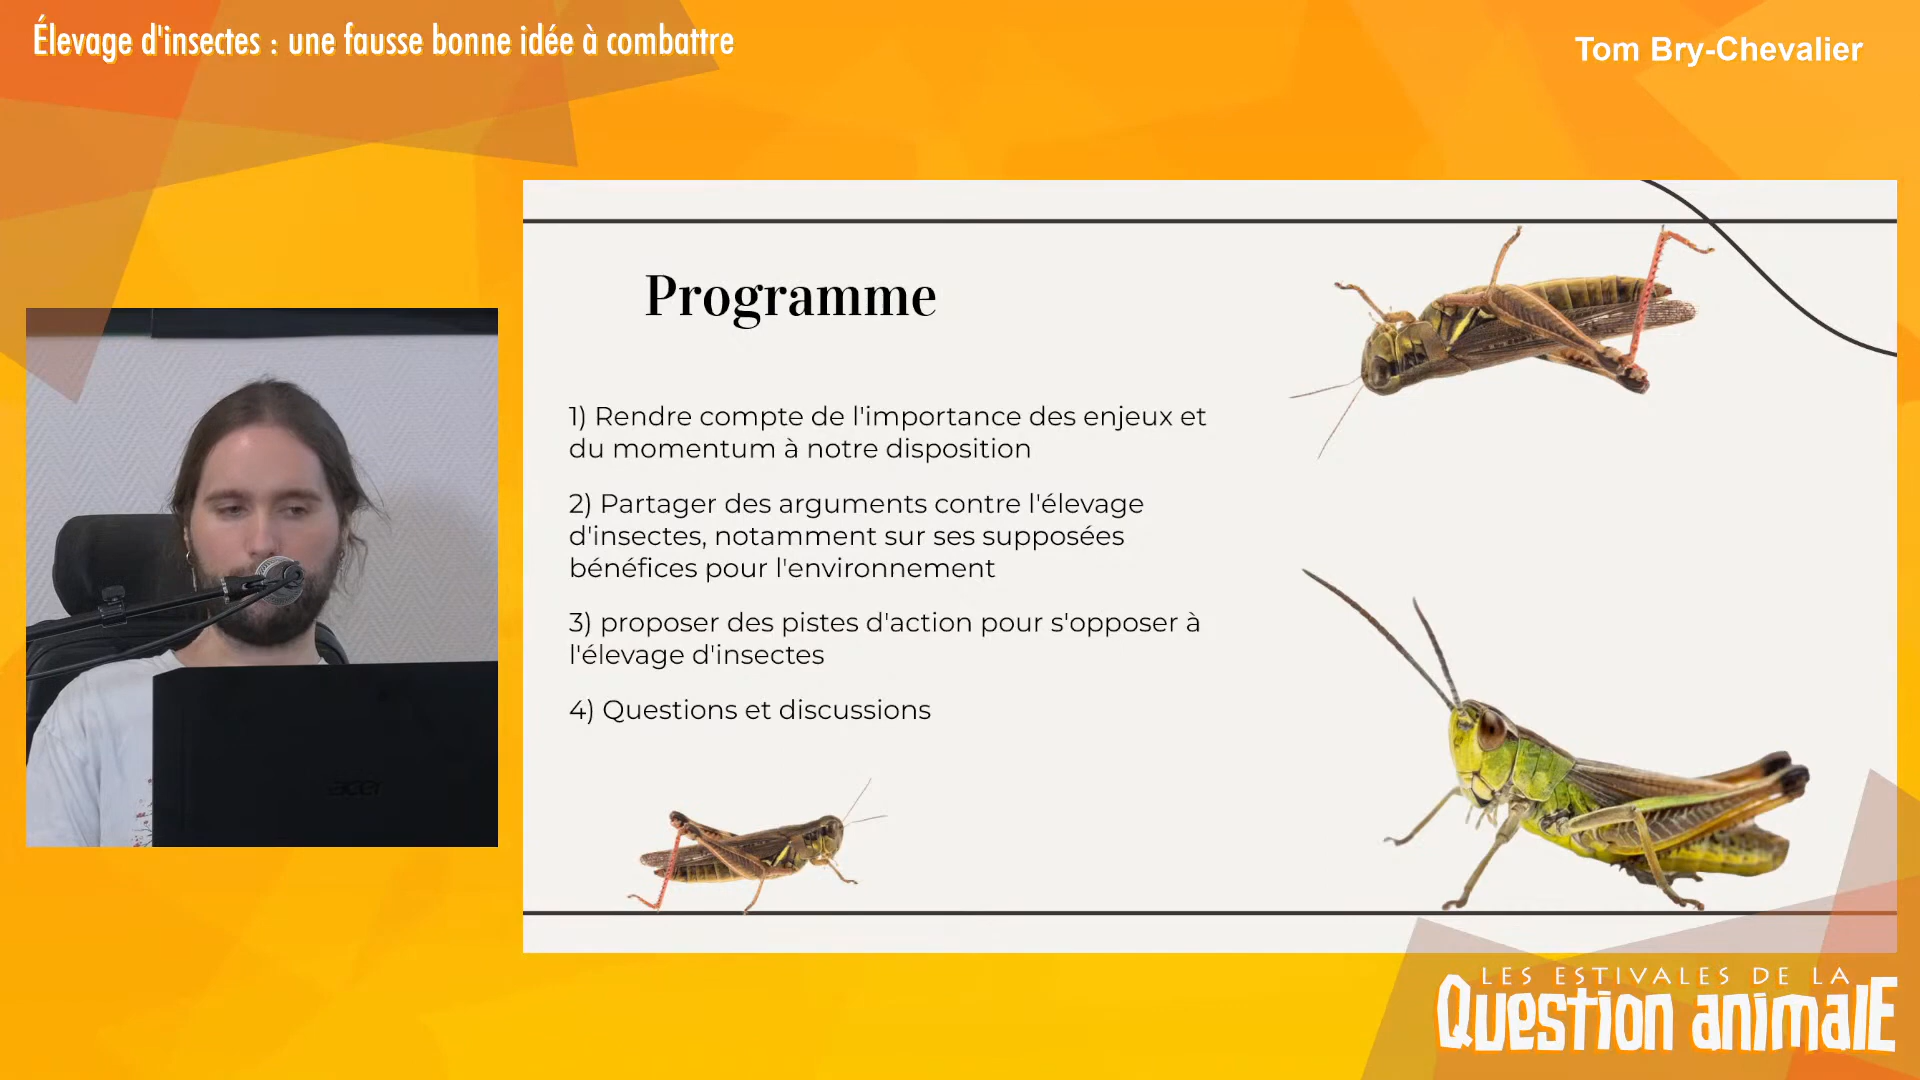 Élevage d'insectes : une fausse bonne idée à combattre
Tom Bry-Chevalier
Programme
1) Rendre compte de l'importance des enjeux et
du momentum à notre disposition
2) Partager des arguments contre l'élevage
d'insectes, notamment sur ses supposées
bénéfices pour l'environnement
3) proposer des pistes d'action pour s'opposer à
l'élevage d'insectes
4) Questions et discussions
acer
LES ESTIVALES DE LA
QUESTION ANIMALE